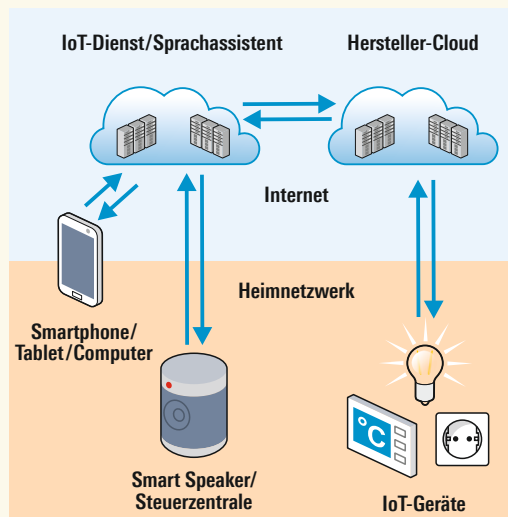 IoT-Dienst/Sprachassistent
Hersteller-Cloud
Internet
Heimnetzwerk
Smartphone/
Tablet/Computer
°C
Smart Speaker/
Steuerzentrale
IoT-Geräte